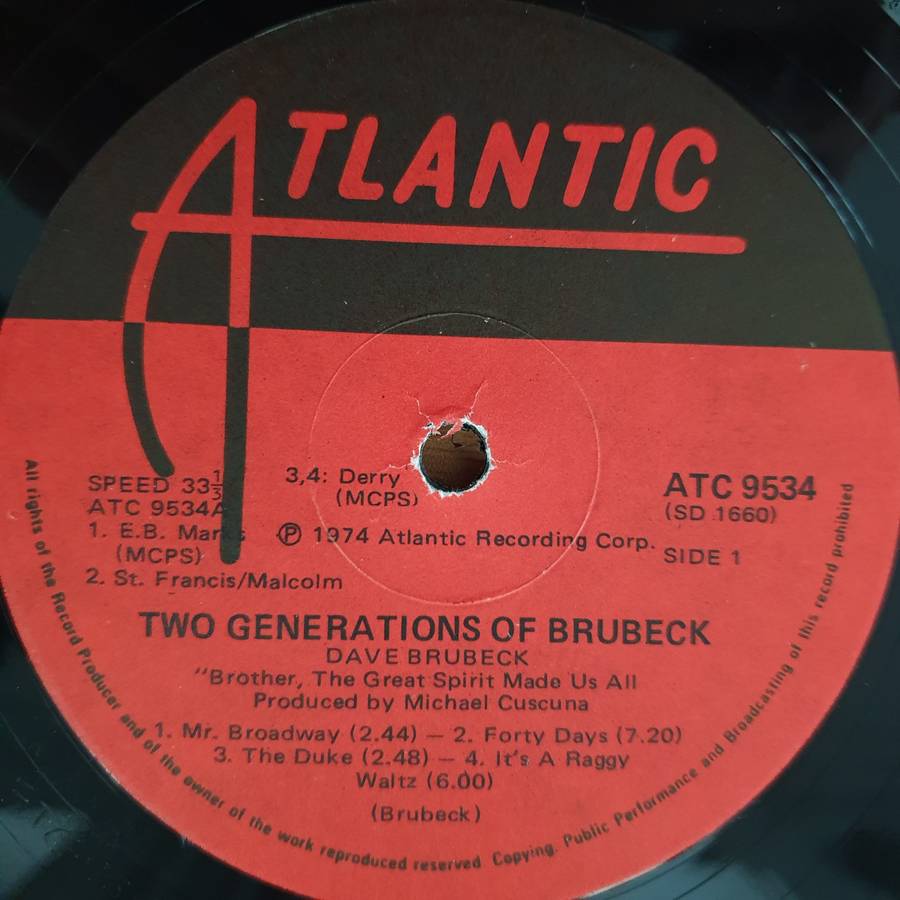 ATLANTIC
SPEED 33⅓
ATC 9534A
1. E.B. Marks
(MCPS)
2. St. Francis/Malcolm
3,4: Derry
(MCPS)
℗ 1974 Atlantic Recording Corp.
ATC 9534
(SD 1660)
SIDE 1
TWO GENERATIONS OF BRUBECK
DAVE BRUBECK
"Brother, The Great Spirit Made Us All
Produced by Michael Cuscuna
1. Mr. Broadway (2.44) — 2. Forty Days (7.20)
3. The Duke (2.48) — 4. It's A Raggy
Waltz (6.00)
(Brubeck)
All rights of the Record Producer and of the owner of the work reproduced reserved. Copying, Public Performance and Broadcasting of this record prohibited